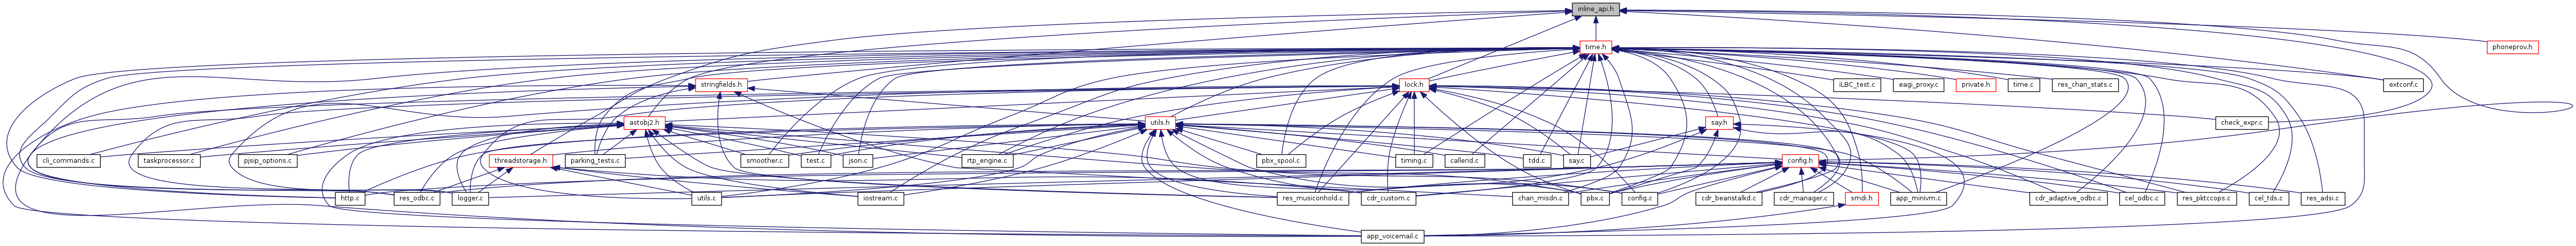 inline_api.h
time.h
phoneprov.h
stringfields.h
lock.h
iLBC_test.c
eagi_proxy.c
private.h
time.c
res_chan_stats.c
extconf.c
astobj2.h
utils.h
say.h
check_expr.c
cli_commands.c
taskprocessor.c
pjsip_options.c
threadstorage.h
parking_tests.c
smoother.c
test.c
json.c
rtp_engine.c
pbx_spool.c
timing.c
callerid.c
tdd.c
say.c
config.h
http.c
res_odbc.c
logger.c
utils.c
iostream.c
res_musiconhold.c
cdr_custom.c
chan_misdn.c
pbx.c
config.c
cdr_beanstalkd.c
cdr_manager.c
smdi.h
app_minivm.c
cdr_adaptive_odbc.c
cel_odbc.c
res_pktccops.c
cel_tds.c
res_adsi.c
app_voicemail.c